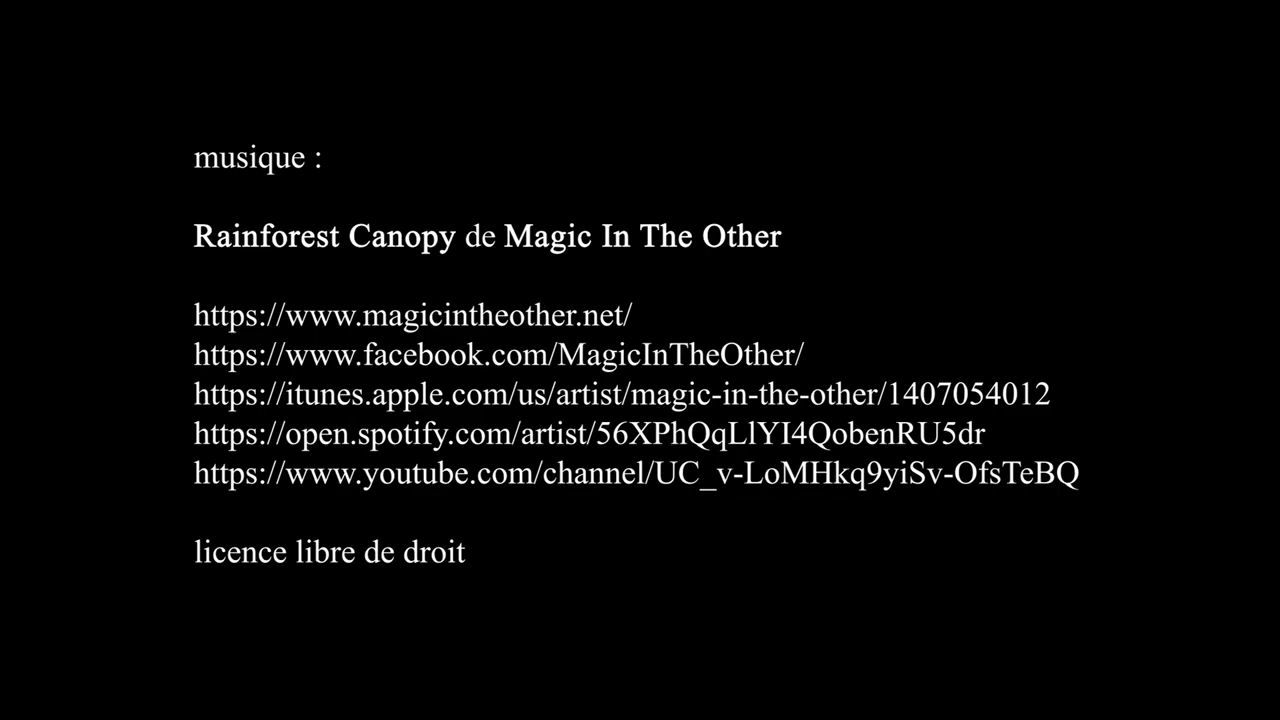 musique :
Rainforest Canopy de Magic In The Other
https://www.magicintheother.net/
https://www.facebook.com/MagicInTheOther/
https://itunes.apple.com/us/artist/magic-in-the-other/1407054012
https://open.spotify.com/artist/56XPhQqLlYI4QobenRU5dr
https://www.youtube.com/channel/UC_v-LoMHkq9yiSv-OfsTeBQ
licence libre de droit